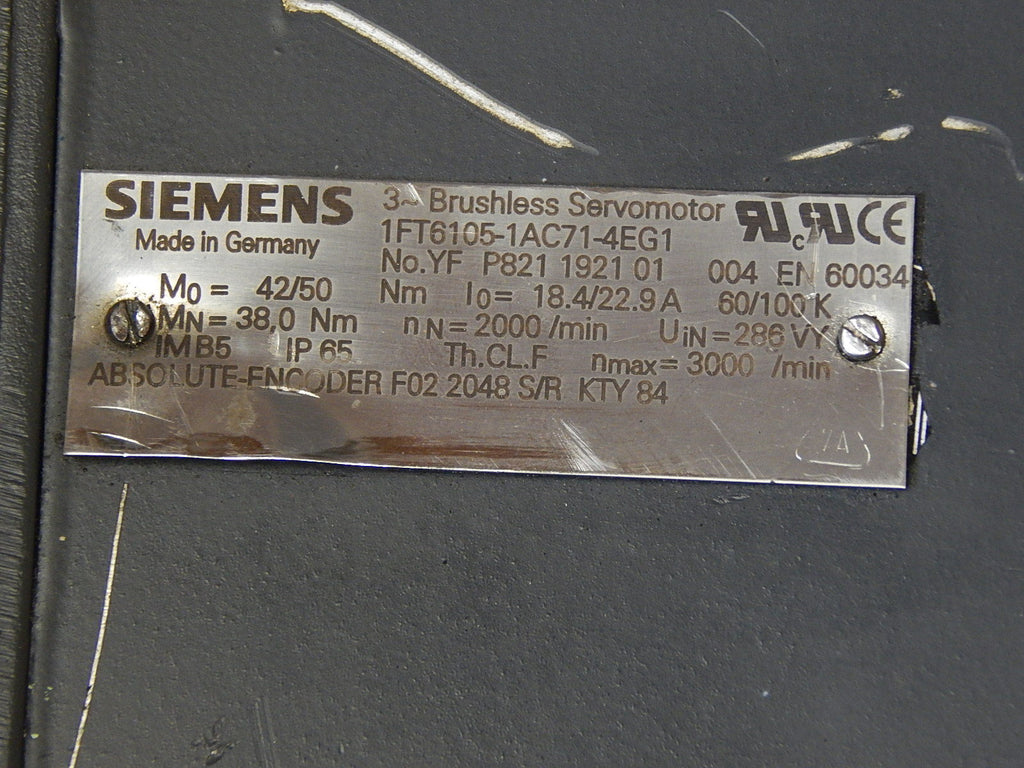 SIEMENS 3~ Brushless Servomotor
Made in Germany 1FT6105-1AC71-4EG1
No.YF P821 1921 01 004 EN 60034
M0 = 42/50 Nm I0 = 18.4/22.9 A 60/100 K
MN = 38,0 Nm nN = 2000 /min UIN = 286 VY
IM B5 IP 65 Th.CL.F nmax = 3000 /min
ABSOLUTE-ENCODER F02 2048 S/R KTY 84